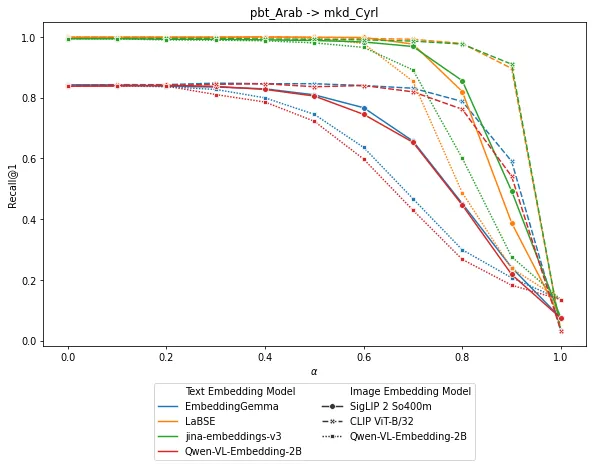 pbt_Arab -> mkd_Cyrl
Recall@1
1.0
0.8
0.6
0.4
0.2
0.0
0.0 0.2 0.4 0.6 0.8 1.0
α
Text Embedding Model Image Embedding Model
EmbeddingGemma SigLIP 2 So400m
LaBSE CLIP ViT-B/32
jina-embeddings-v3 Qwen-VL-Embedding-2B
Qwen-VL-Embedding-2B